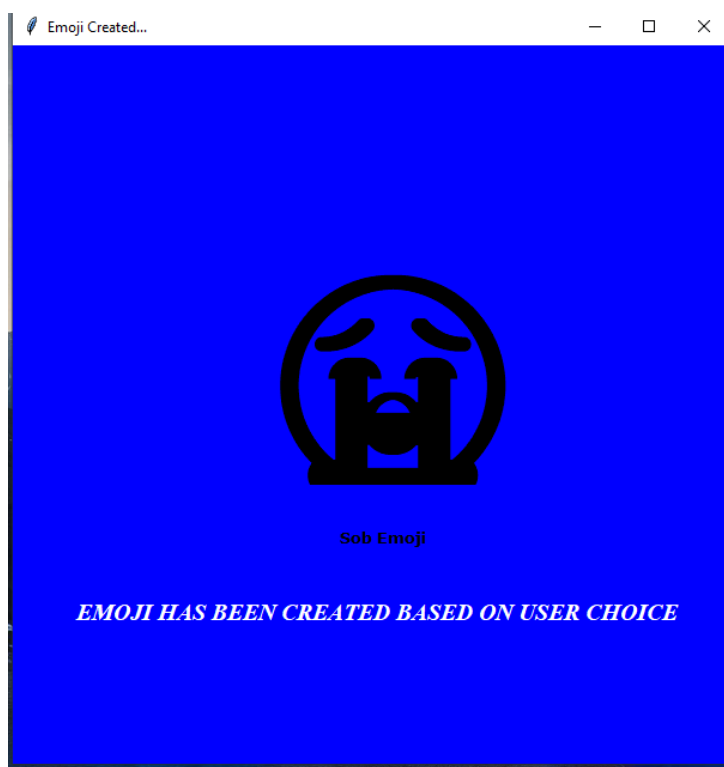 Emoji Created...
Sob Emoji
EMOJI HAS BEEN CREATED BASED ON USER CHOICE